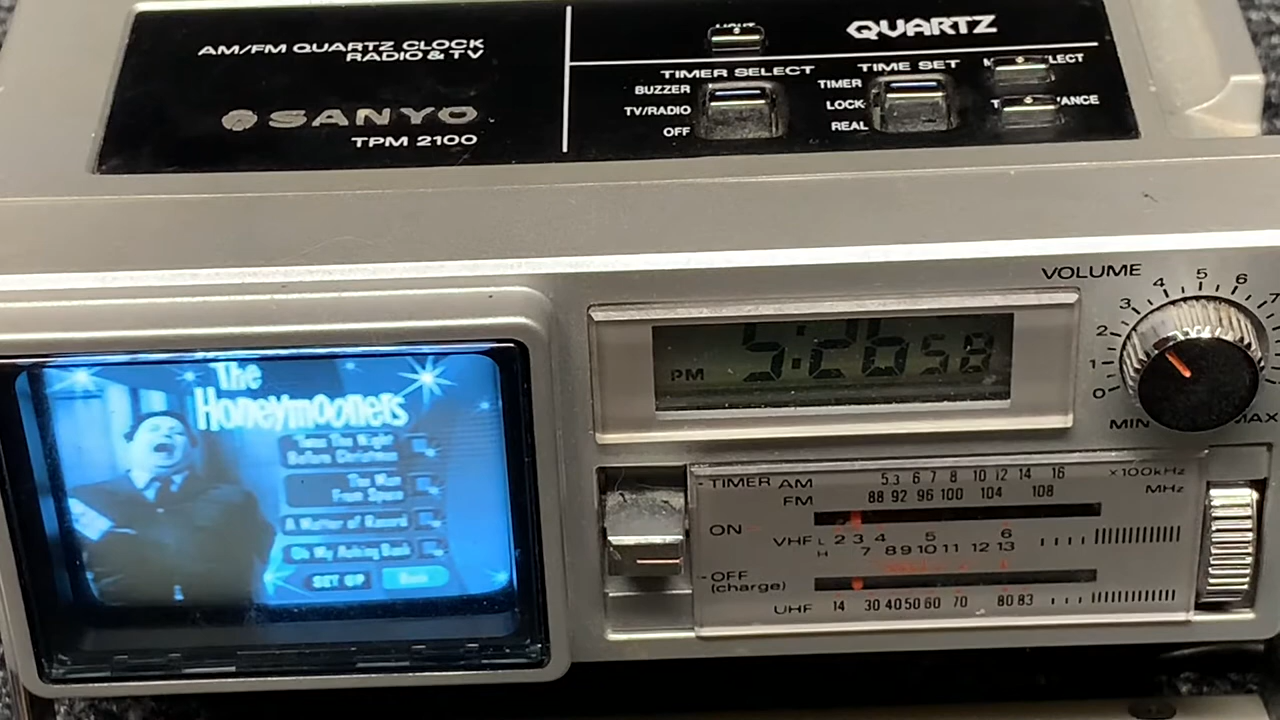 AM/FM QUARTZ CLOCK
RADIO & TV
SANYO
TPM 2100
QUARTZ
TIMER SELECT
BUZZER
TV/RADIO
OFF
TIME SET
TIMER
LOCK
REAL
VOLUME
0 1 2 3 4 5 6 7
MIN
MAX
PM 5:26 58
The
Honeymooners
'Twas The Night
Before Christmas
The Man
From Space
A Matter of Record
Oh My Aching Back
SET UP
TIMER AM 5.3 6 7 8 10 12 14 16 ×100kHz
FM 88 92 96 100 104 108 MHz
ON
VHF L 2 3 4 5 6
H 7 8 9 10 11 12 13
OFF
(charge)
UHF 14 30 40 50 60 70 80 83